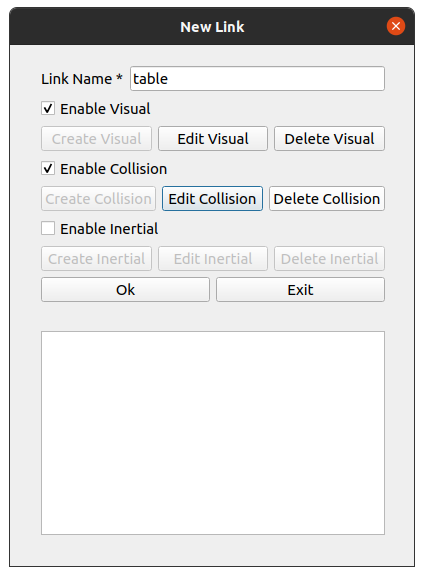 New Link
Link Name * table
Enable Visual
Create Visual Edit Visual Delete Visual
Enable Collision
Create Collision Edit Collision Delete Collision
Enable Inertial
Create Inertial Edit Inertial Delete Inertial
Ok Exit